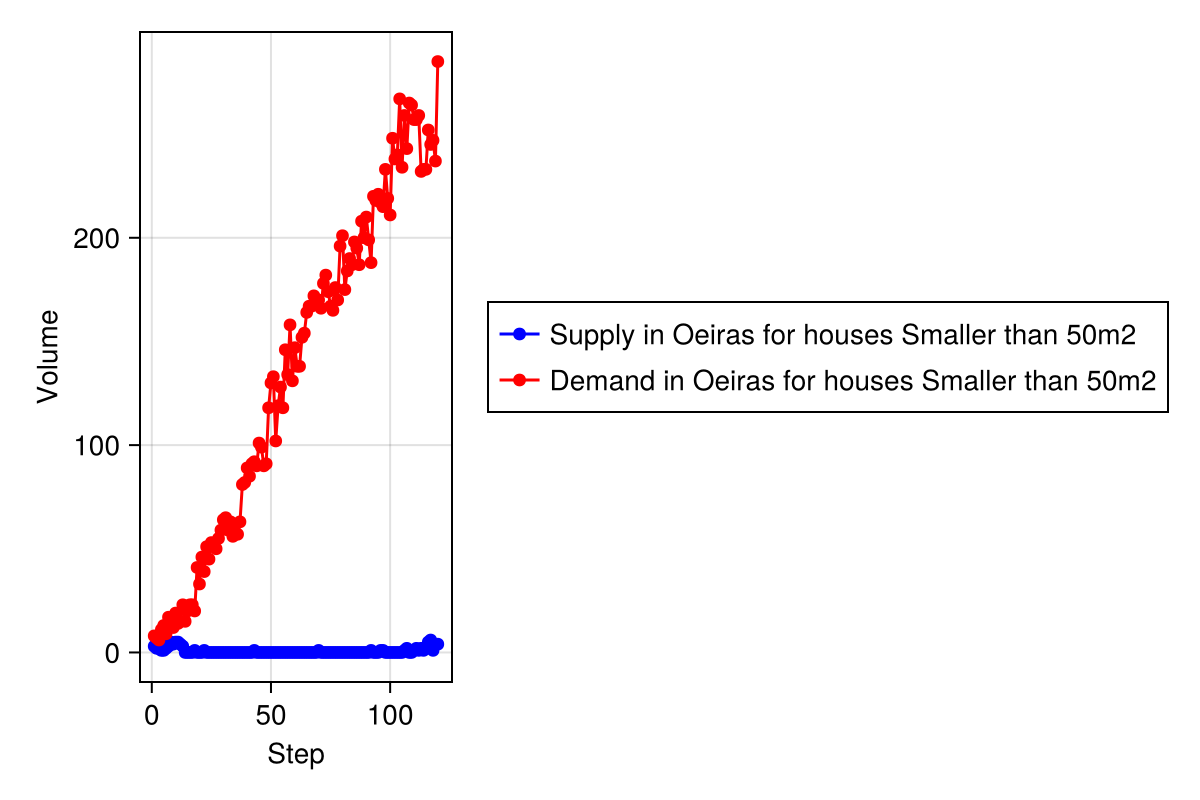 Volume
200
100
0
0 50 100
Step
Supply in Oeiras for houses Smaller than 50m2
Demand in Oeiras for houses Smaller than 50m2